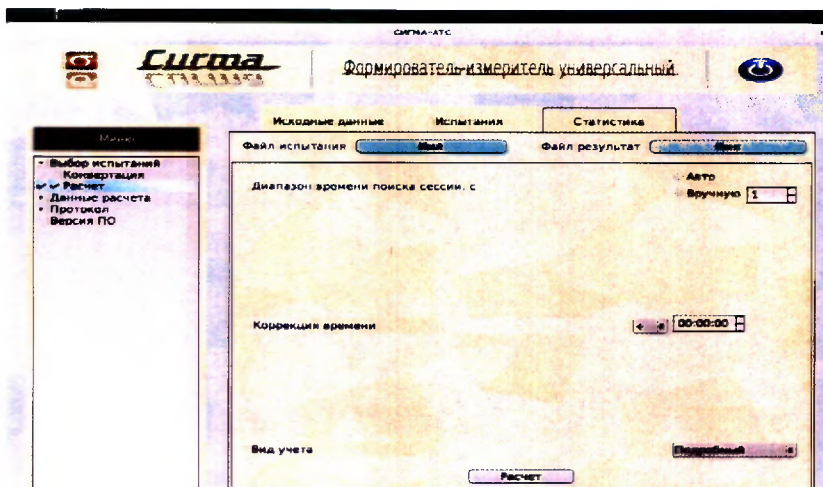 СИГМА-АТС
Сигма
Формирователь-измеритель универсальный
Исходные данные Испытания Статистика
Меню
Файл испытания Имя Файл результат Имя
Выбор испытаний
Конвертация
Расчет
Данные расчета
Протокол
Версия ПО
Диапазон времени поиска сессии, с
Авто
Вручную 1
Коррекция времени 00:00:00
Вид учета Подробный
Расчет